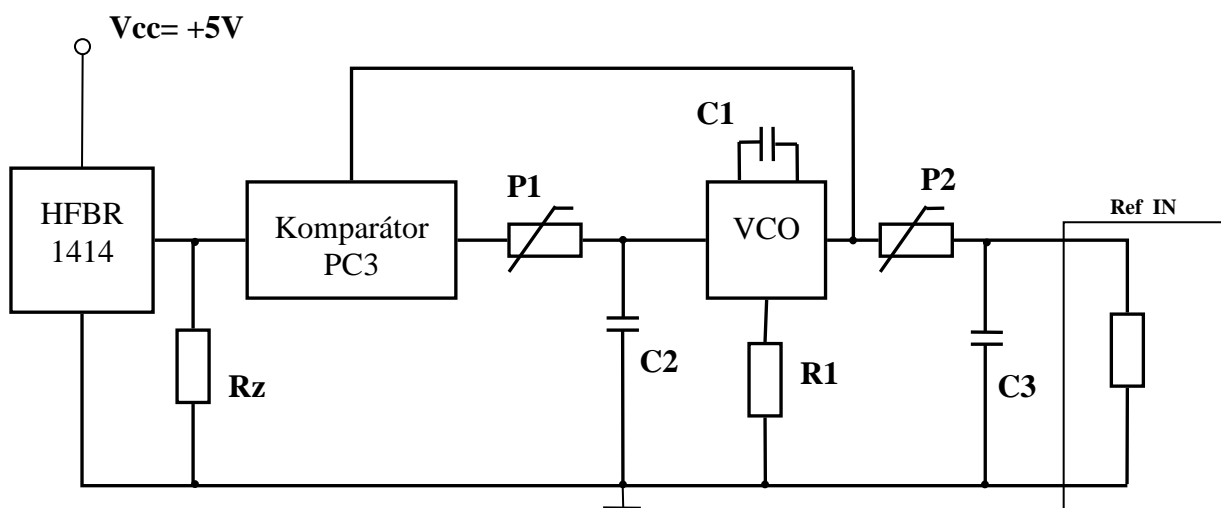 Vcc= +5V
C1
P1
P2
Ref IN
HFBR
1414
Komparátor
PC3
VCO
Rz
C2
R1
C3